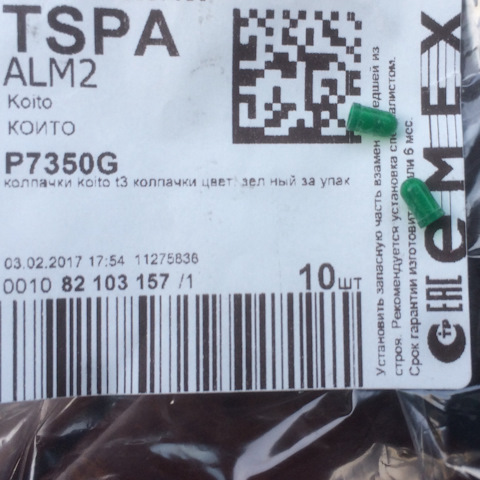 TSPA
ALM2
Koito
КОИТО
P7350G
колпачки koito t3 колпачки цвет: зел ный за упак
03.02.2017 17:54 11275836
0010 82 103 157 /1
10шт
Установить запасную часть взамен
строя. Рекомендуется установка
Срок гарантии или 6 мес.
emex
ЕАС